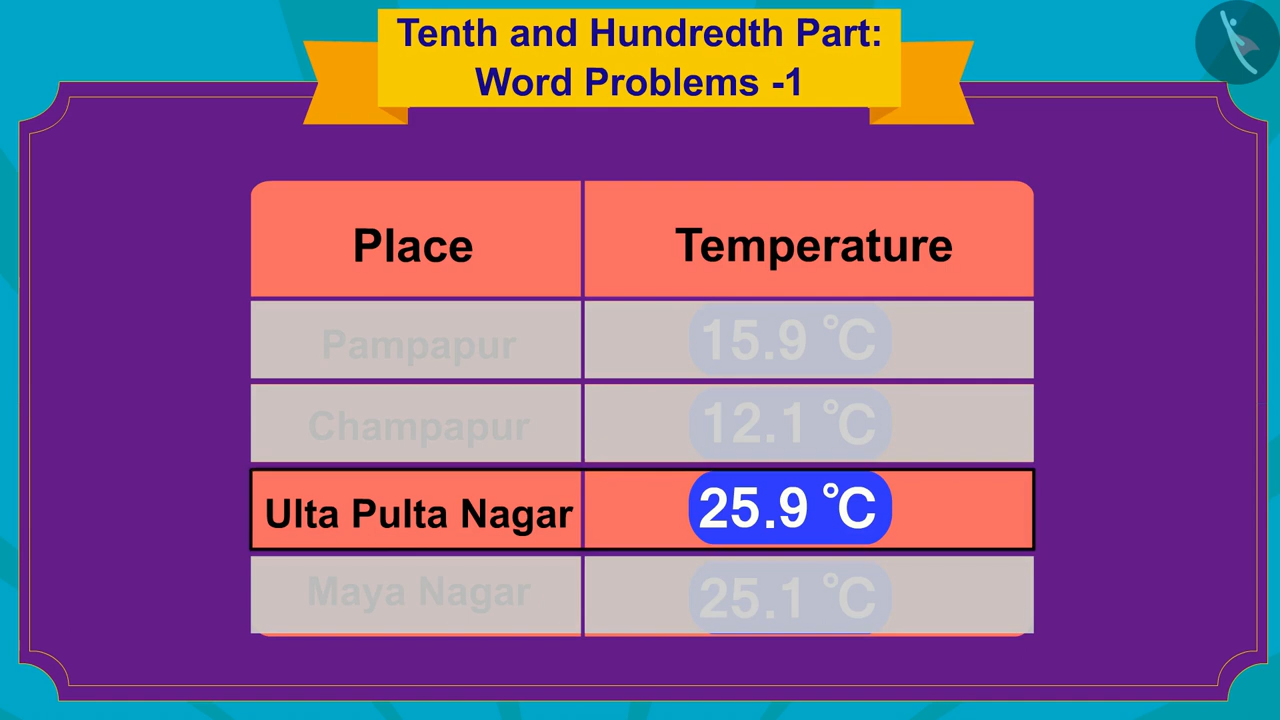 Tenth and Hundredth Part:
Word Problems -1
Place Temperature
Pampapur 15.9 °C
Champapur 12.1 °C
Ulta Pulta Nagar 25.9 °C
Maya Nagar 25.1 °C